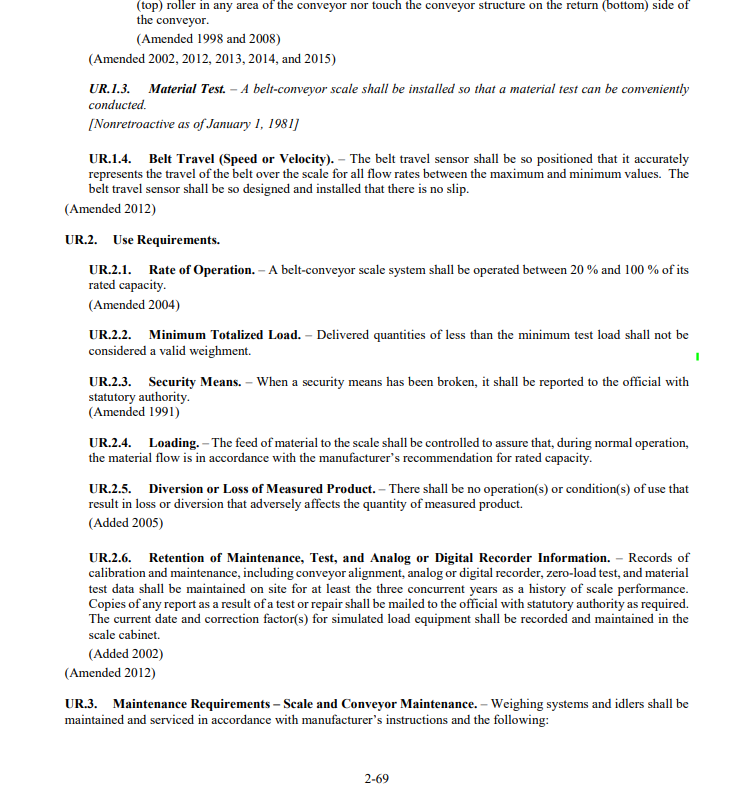 (top) roller in any area of the conveyor nor touch the conveyor structure on the return (bottom) side of
the conveyor.
(Amended 1998 and 2008)
(Amended 2002, 2012, 2013, 2014, and 2015)
UR.1.3. Material Test. – A belt-conveyor scale shall be installed so that a material test can be conveniently
conducted.
[Nonretroactive as of January 1, 1981]
UR.1.4. Belt Travel (Speed or Velocity). – The belt travel sensor shall be so positioned that it accurately
represents the travel of the belt over the scale for all flow rates between the maximum and minimum values. The
belt travel sensor shall be so designed and installed that there is no slip.
(Amended 2012)
UR.2. Use Requirements.
UR.2.1. Rate of Operation. – A belt-conveyor scale system shall be operated between 20 % and 100 % of its
rated capacity.
(Amended 2004)
UR.2.2. Minimum Totalized Load. – Delivered quantities of less than the minimum test load shall not be
considered a valid weighment.
UR.2.3. Security Means. – When a security means has been broken, it shall be reported to the official with
statutory authority.
(Amended 1991)
UR.2.4. Loading. – The feed of material to the scale shall be controlled to assure that, during normal operation,
the material flow is in accordance with the manufacturer’s recommendation for rated capacity.
UR.2.5. Diversion or Loss of Measured Product. – There shall be no operation(s) or condition(s) of use that
result in loss or diversion that adversely affects the quantity of measured product.
(Added 2005)
UR.2.6. Retention of Maintenance, Test, and Analog or Digital Recorder Information. – Records of
calibration and maintenance, including conveyor alignment, analog or digital recorder, zero-load test, and material
test data shall be maintained on site for at least the three concurrent years as a history of scale performance.
Copies of any report as a result of a test or repair shall be mailed to the official with statutory authority as required.
The current date and correction factor(s) for simulated load equipment shall be recorded and maintained in the
scale cabinet.
(Added 2002)
(Amended 2012)
UR.3. Maintenance Requirements – Scale and Conveyor Maintenance. – Weighing systems and idlers shall be
maintained and serviced in accordance with manufacturer’s instructions and the following:
2-69